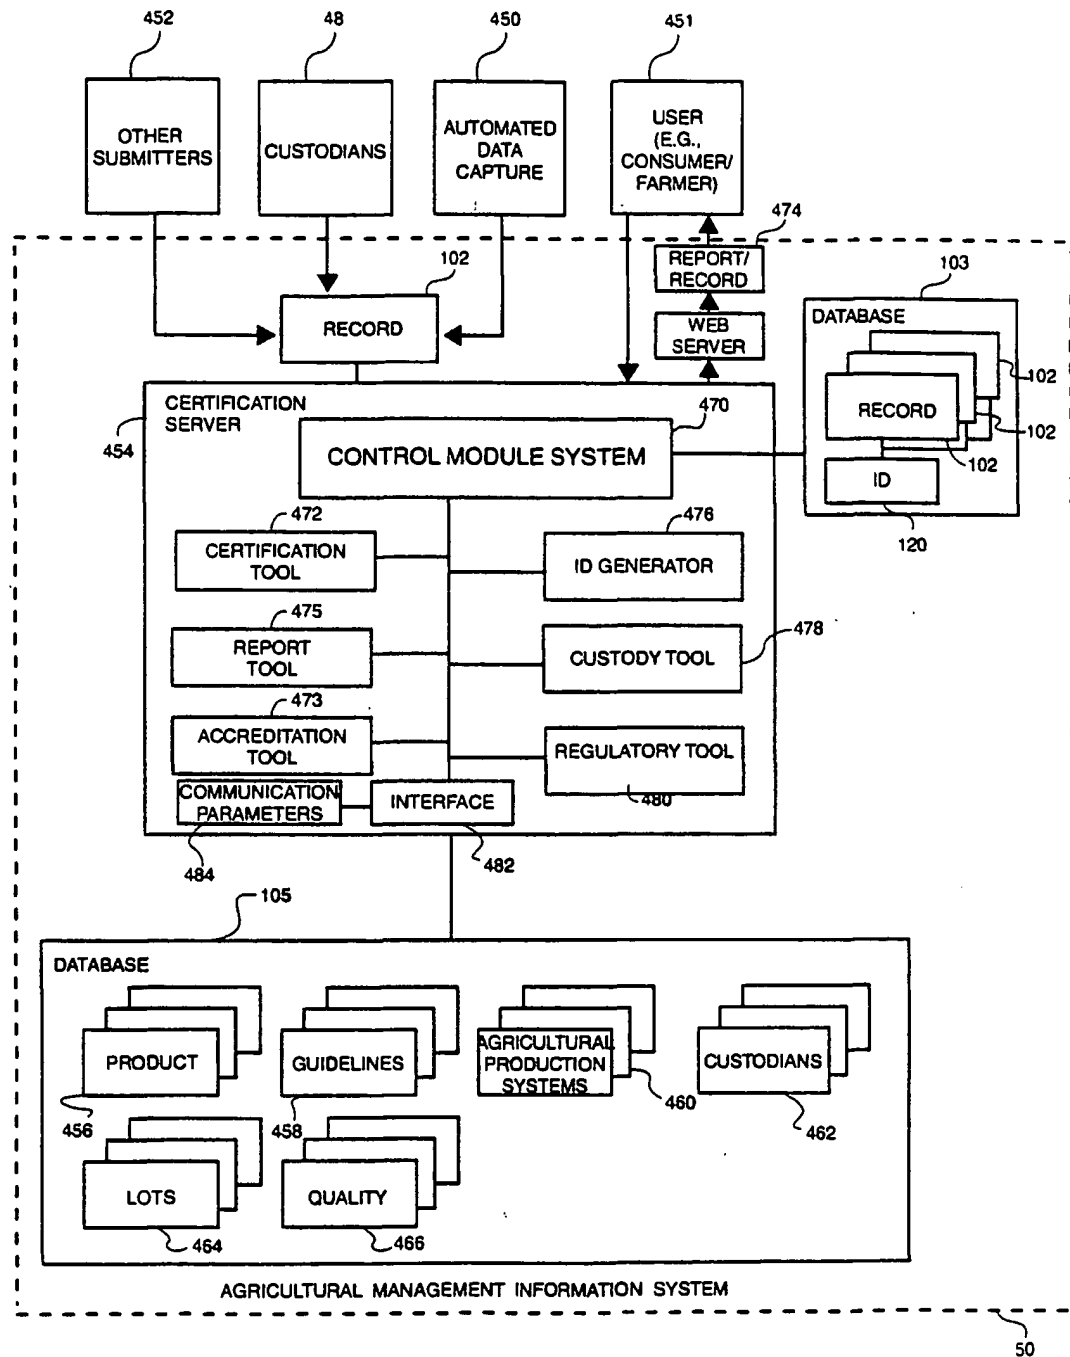 452
48
450
451
OTHER
SUBMITTERS
CUSTODIANS
AUTOMATED
DATA
CAPTURE
USER
(E.G.,
CONSUMER/
FARMER)
474
102
REPORT/
RECORD
103
RECORD
WEB
SERVER
DATABASE
102
RECORD
102
102
ID
120
CERTIFICATION
SERVER
454
470
CONTROL MODULE SYSTEM
472
476
CERTIFICATION
TOOL
ID GENERATOR
475
478
REPORT
TOOL
CUSTODY TOOL
473
ACCREDITATION
TOOL
REGULATORY TOOL
480
COMMUNICATION
PARAMETERS
INTERFACE
484
482
105
DATABASE
PRODUCT
GUIDELINES
AGRICULTURAL
PRODUCTION
SYSTEMS
CUSTODIANS
456
458
460
462
LOTS
QUALITY
464
466
AGRICULTURAL MANAGEMENT INFORMATION SYSTEM
50